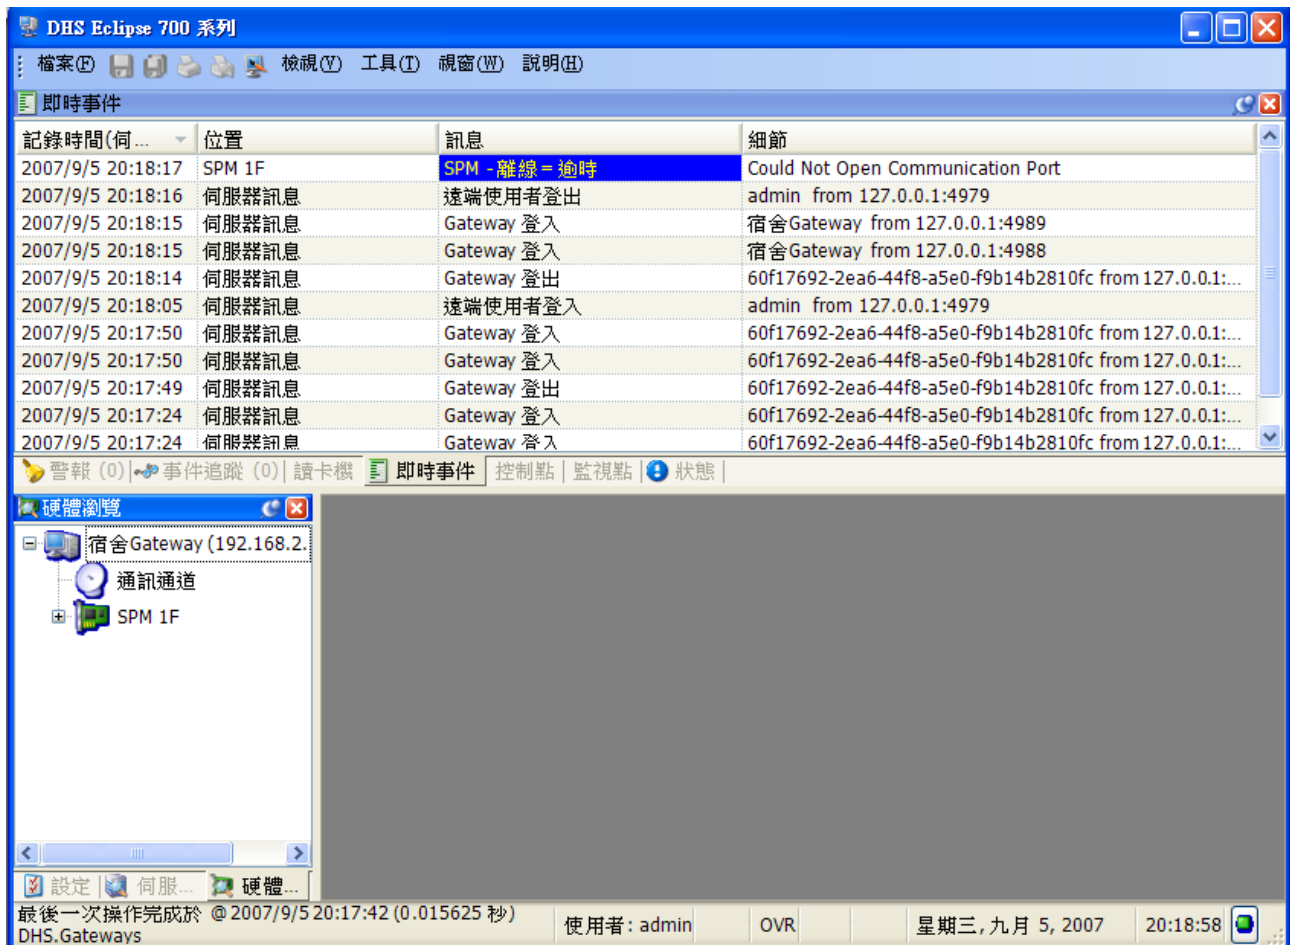 DHS Eclipse 700 系列
檔案(F) 檢視(V) 工具(T) 視窗(W) 說明(H)
即時事件
記錄時間(伺... 位置 訊息 細節
2007/9/5 20:18:17 SPM 1F SPM - 離線 = 逾時 Could Not Open Communication Port
2007/9/5 20:18:16 伺服器訊息 遠端使用者登出 admin from 127.0.0.1:4979
2007/9/5 20:18:15 伺服器訊息 Gateway 登入 宿舍Gateway from 127.0.0.1:4989
2007/9/5 20:18:15 伺服器訊息 Gateway 登入 宿舍Gateway from 127.0.0.1:4988
2007/9/5 20:18:14 伺服器訊息 Gateway 登出 60f17692-2ea6-44f8-a5e0-f9b14b2810fc from 127.0.0.1:...
2007/9/5 20:18:05 伺服器訊息 遠端使用者登入 admin from 127.0.0.1:4979
2007/9/5 20:17:50 伺服器訊息 Gateway 登入 60f17692-2ea6-44f8-a5e0-f9b14b2810fc from 127.0.0.1:...
2007/9/5 20:17:50 伺服器訊息 Gateway 登入 60f17692-2ea6-44f8-a5e0-f9b14b2810fc from 127.0.0.1:...
2007/9/5 20:17:49 伺服器訊息 Gateway 登出 60f17692-2ea6-44f8-a5e0-f9b14b2810fc from 127.0.0.1:...
2007/9/5 20:17:24 伺服器訊息 Gateway 登入 60f17692-2ea6-44f8-a5e0-f9b14b2810fc from 127.0.0.1:...
2007/9/5 20:17:24 伺服器訊息 Gateway 登入 60f17692-2ea6-44f8-a5e0-f9b14b2810fc from 127.0.0.1:...
警報 (0) 事件追蹤 (0) 讀卡機 即時事件 控制點 監視點 狀態
硬體瀏覽
宿舍Gateway (192.168.2.
通訊通道
SPM 1F
設定 伺服... 硬體...
最後一次操作完成於 @ 2007/9/5 20:17:42 (0.015625 秒)
DHS.Gateways
使用者: admin OVR 星期三, 九月 5, 2007 20:18:58